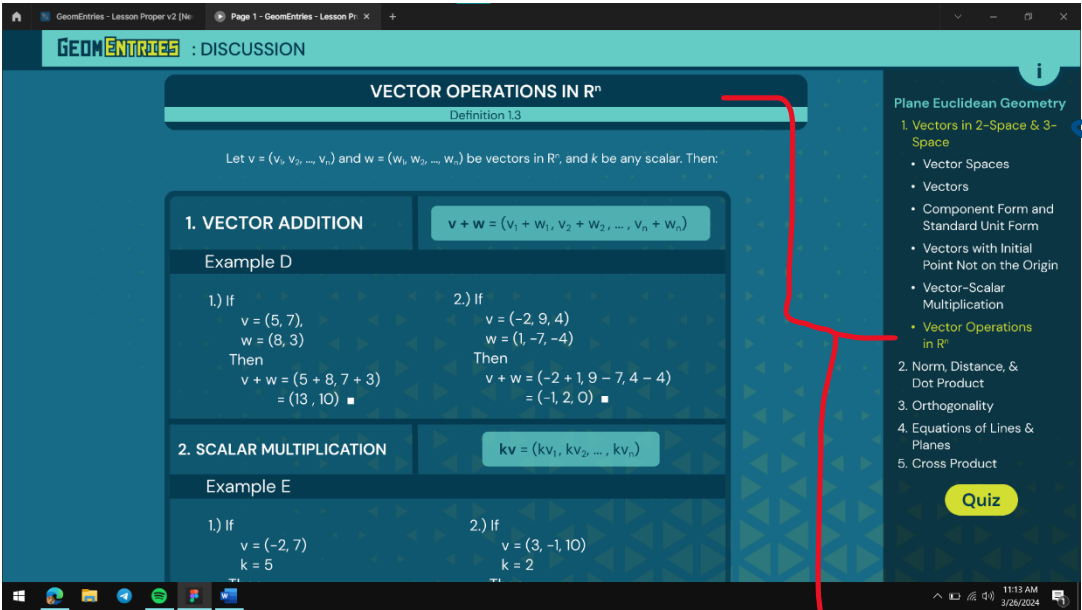 GeomEntries - Lesson Proper v2 [Ne
Page 1 - GeomEntries - Lesson Pr
GEOMENTRIES : DISCUSSION
i
VECTOR OPERATIONS IN Rⁿ
Definition 1.3
Let v = (v₁, v₂, ..., vₙ) and w = (w₁, w₂, ..., wₙ) be vectors in Rⁿ, and k be any scalar. Then:
1. VECTOR ADDITION
v + w = (v₁ + w₁, v₂ + w₂, ... , vₙ + wₙ)
Example D
1.) If
v = (5, 7),
w = (8, 3)
Then
v + w = (5 + 8, 7 + 3)
= (13 , 10) ■
2.) If
v = (-2, 9, 4)
w = (1, -7, -4)
Then
v + w = (-2 + 1, 9 – 7, 4 – 4)
= (-1, 2, 0) ■
2. SCALAR MULTIPLICATION
kv = (kv₁, kv₂, ... , kvₙ)
Example E
1.) If
v = (-2, 7)
k = 5
2.) If
v = (3, -1, 10)
k = 2
Plane Euclidean Geometry
1. Vectors in 2-Space & 3-
Space
• Vector Spaces
• Vectors
• Component Form and
Standard Unit Form
• Vectors with Initial
Point Not on the Origin
• Vector-Scalar
Multiplication
• Vector Operations
in Rⁿ
2. Norm, Distance, &
Dot Product
3. Orthogonality
4. Equations of Lines &
Planes
5. Cross Product
Quiz
11:13 AM
3/26/2024